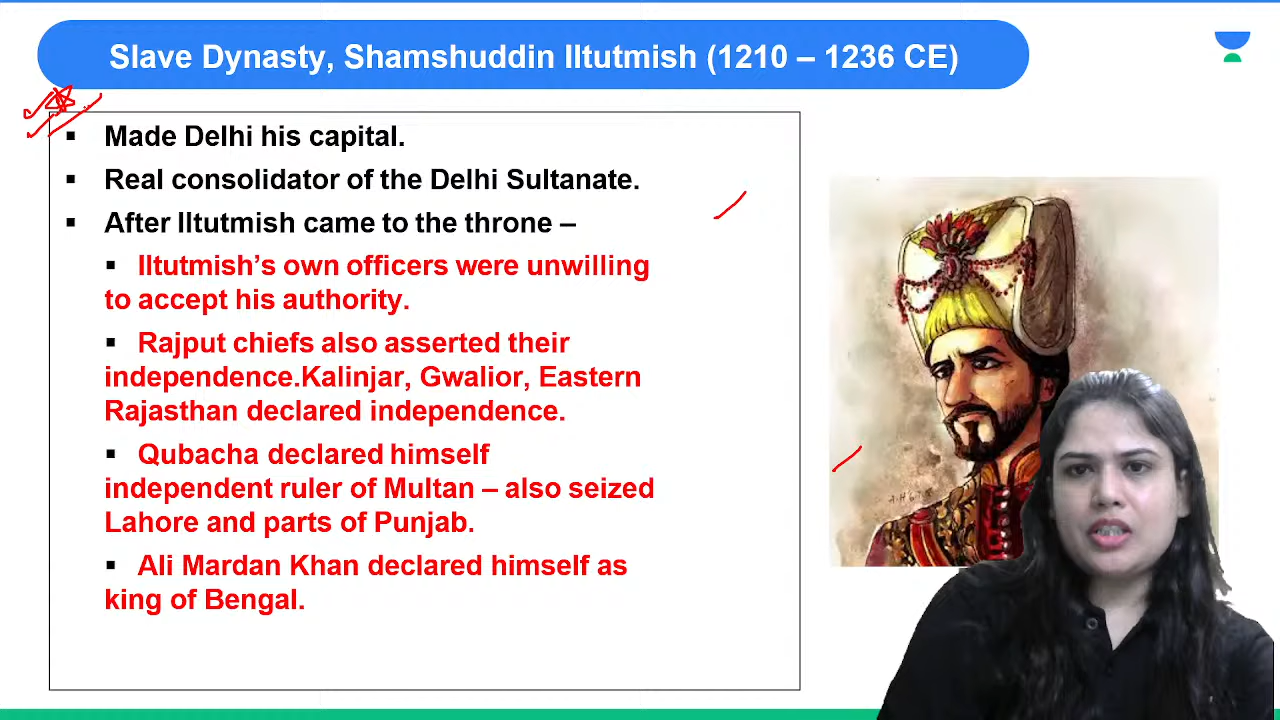 Slave Dynasty, Shamshuddin Iltutmish (1210 – 1236 CE)
▪ Made Delhi his capital.
▪ Real consolidator of the Delhi Sultanate.
▪ After Iltutmish came to the throne –
▪ Iltutmish's own officers were unwilling
to accept his authority.
▪ Rajput chiefs also asserted their
independence.Kalinjar, Gwalior, Eastern
Rajasthan declared independence.
▪ Qubacha declared himself
independent ruler of Multan – also seized
Lahore and parts of Punjab.
▪ Ali Mardan Khan declared himself as
king of Bengal.